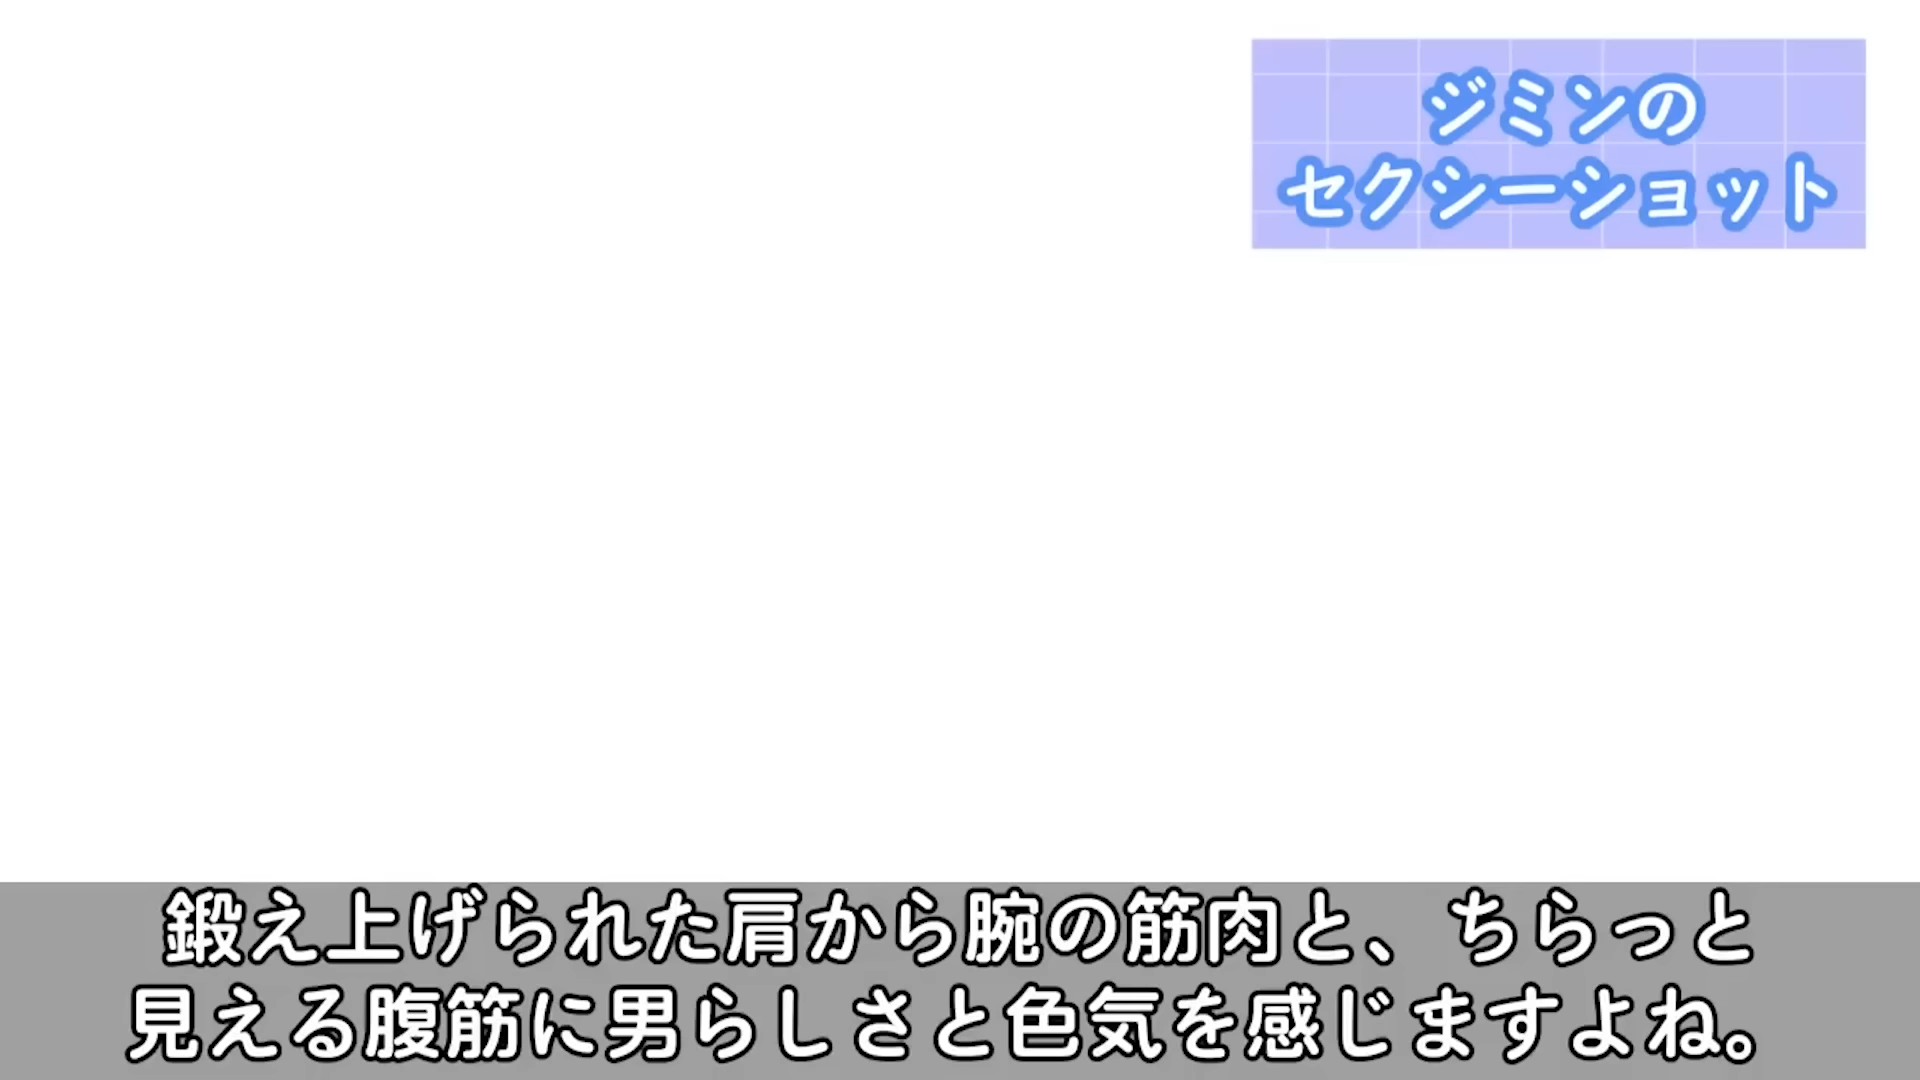 ジミンの
セクシーショット
鍛え上げられた肩から腕の筋肉と、ちらっと
見える腹筋に男らしさと色気を感じますよね。